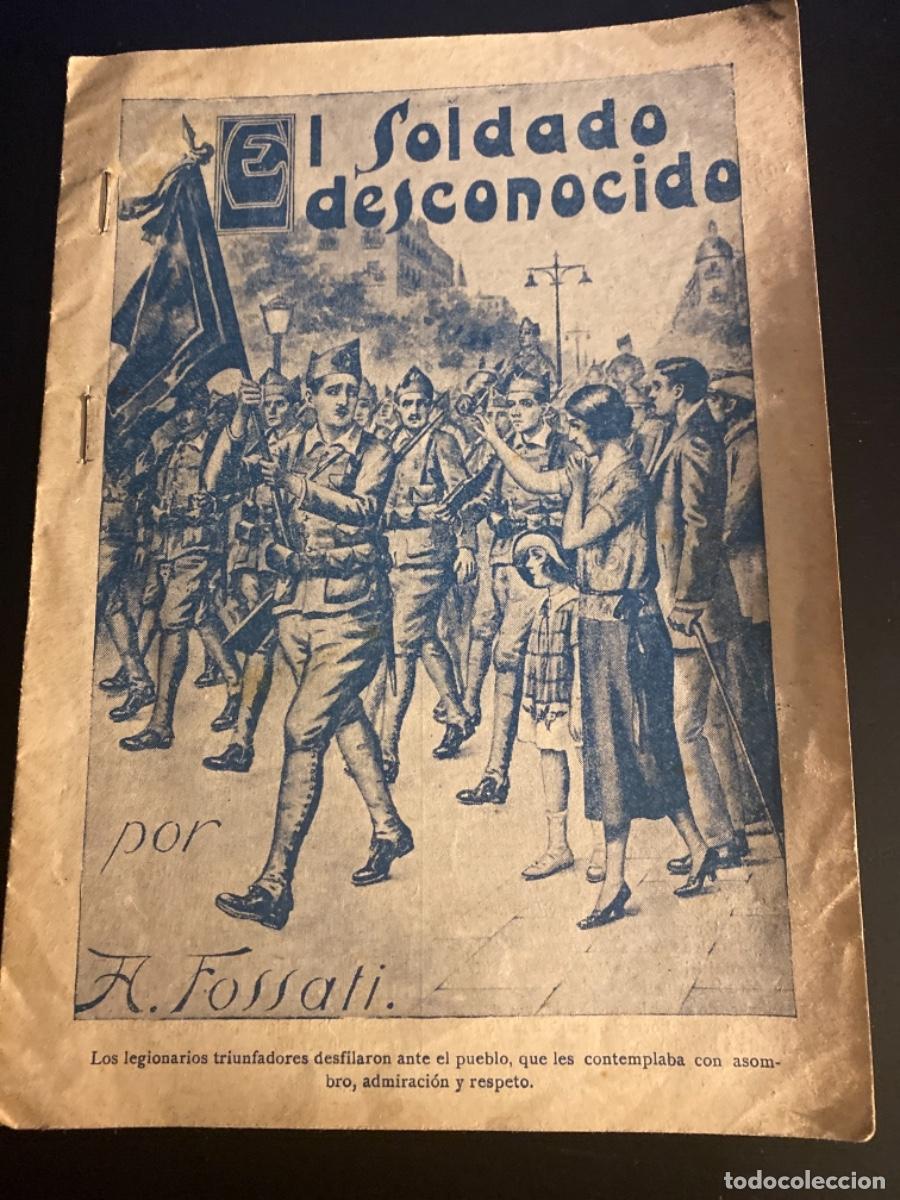 El Soldado
desconocido
por
A. Fossati.
Los legionarios triunfadores desfilaron ante el pueblo, que les contemplaba con asom-
bro, admiración y respeto.
todocoleccion